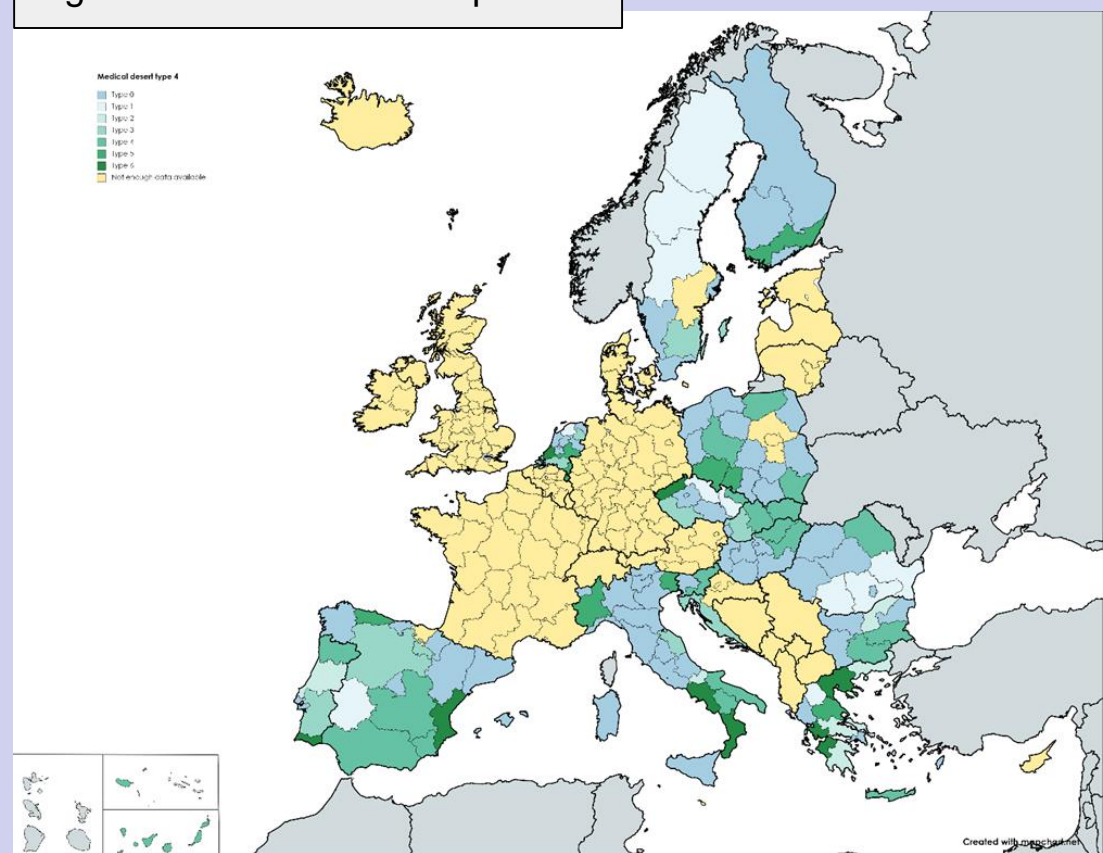 Medical desert type 4
Type 0
Type 1
Type 2
Type 3
Type 4
Type 5
Type 6
Not enough data available
Created with mapchart.net